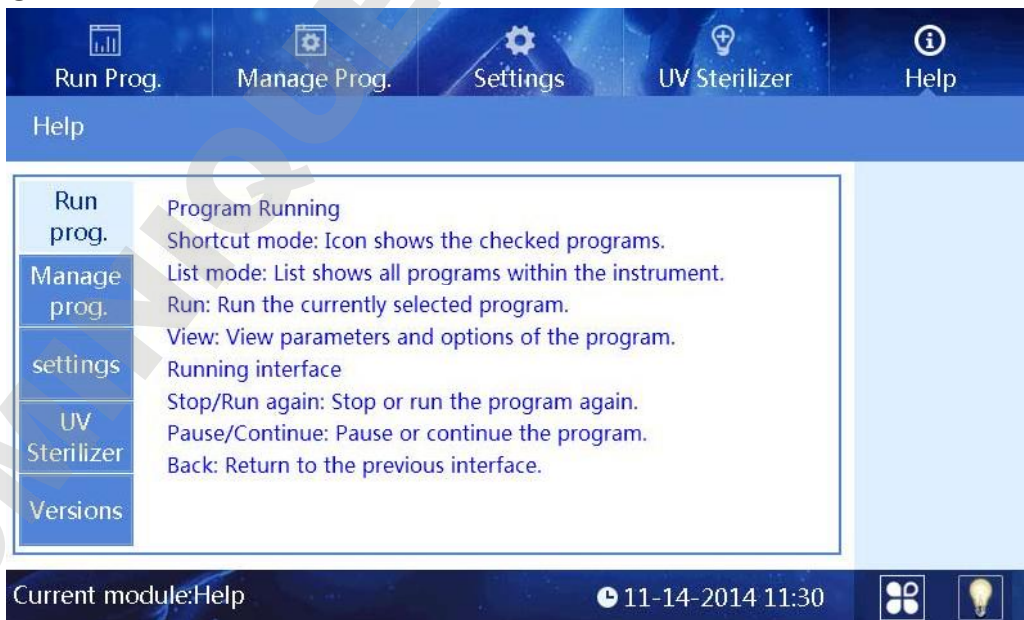 Run Prog.
Manage Prog.
Settings
UV Sterilizer
Help
Help
Run
prog.
Manage
prog.
settings
UV
Sterilizer
Versions
Program Running
Shortcut mode: Icon shows the checked programs.
List mode: List shows all programs within the instrument.
Run: Run the currently selected program.
View: View parameters and options of the program.
Running interface
Stop/Run again: Stop or run the program again.
Pause/Continue: Pause or continue the program.
Back: Return to the previous interface.
Current module:Help
11-14-2014 11:30